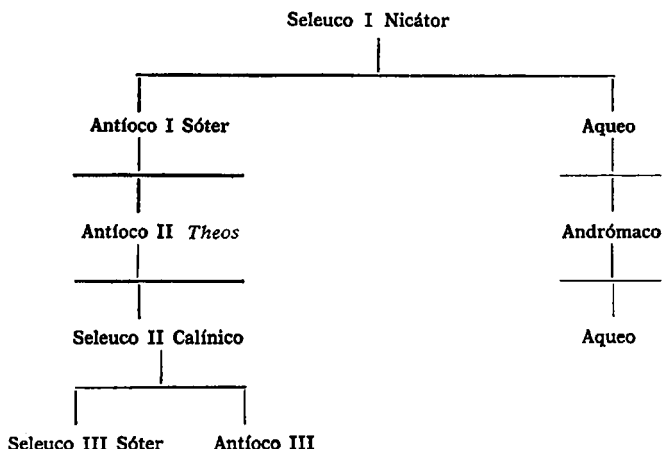 Seleuco I Nicátor
Antíoco I Sóter Aqueo
Antíoco II Theos Andrómaco
Seleuco II Calínico Aqueo
Seleuco III Sóter Antíoco III